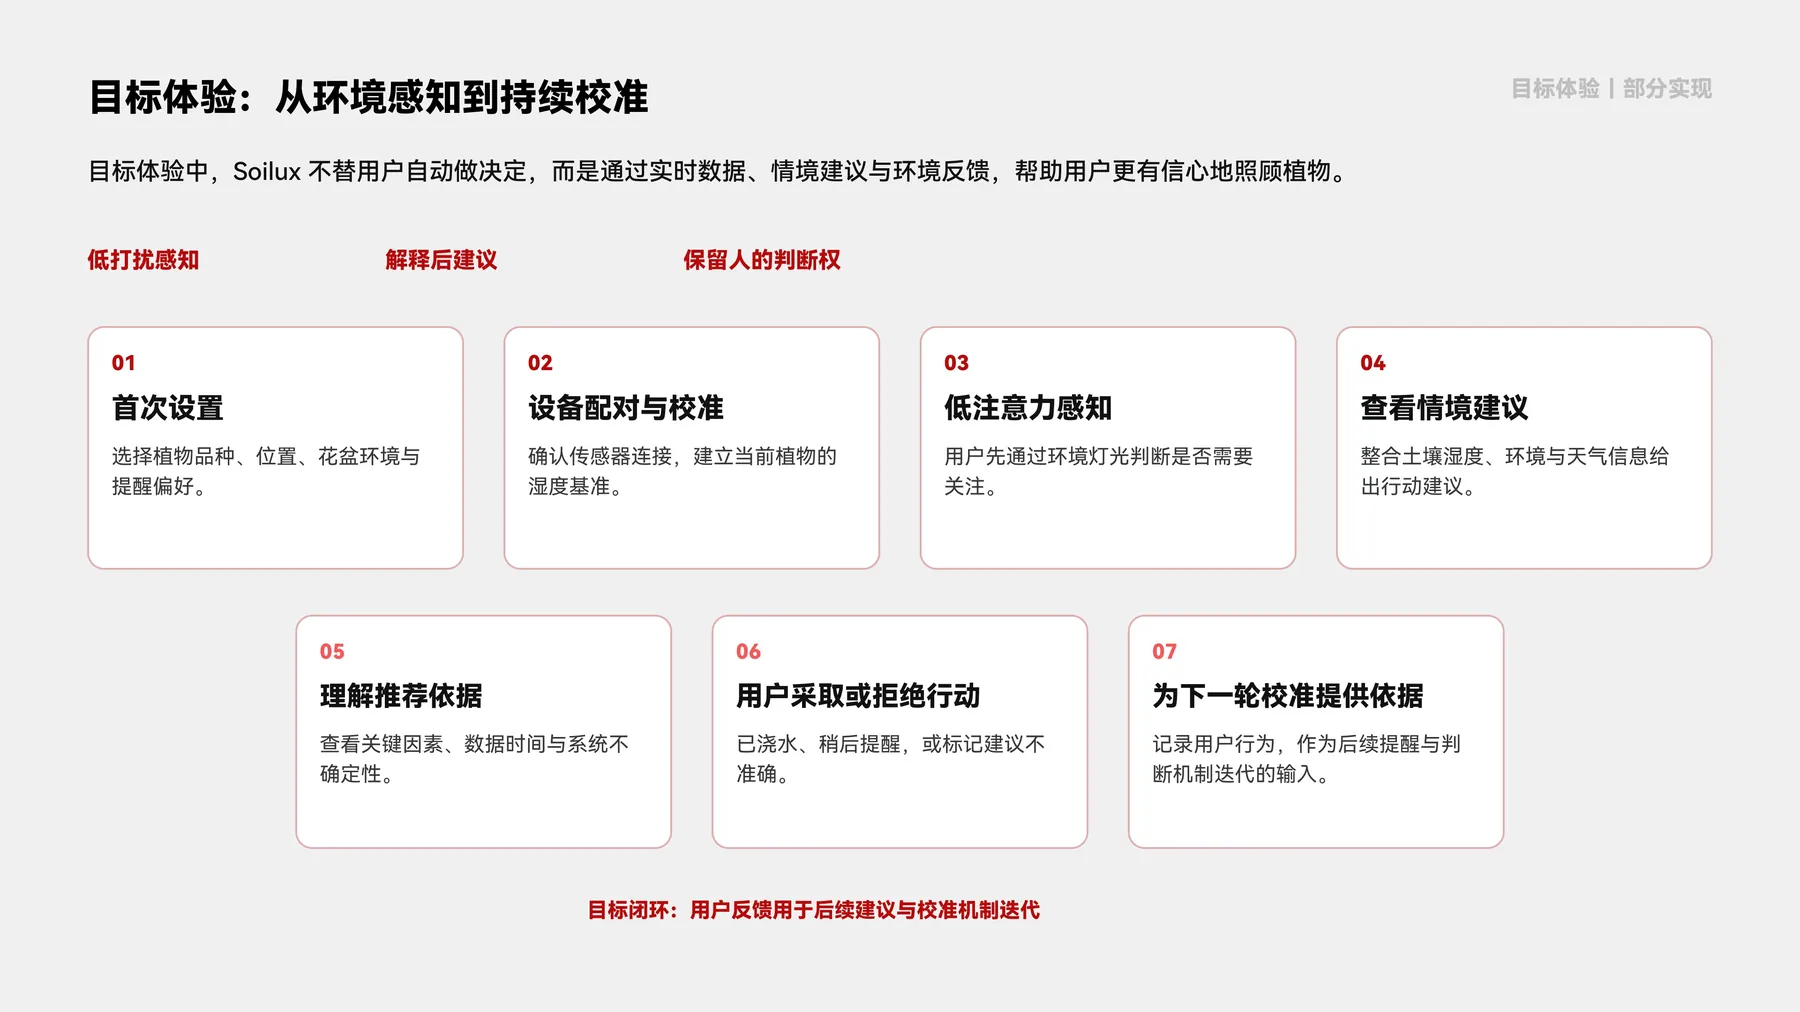 目标体验：从环境感知到持续校准
目标体验｜部分实现
目标体验中，Soilux 不替用户自动做决定，而是通过实时数据、情境建议与环境反馈，帮助用户更有信心地照顾植物。
低打扰感知
解释后建议
保留人的判断权
01
首次设置
选择植物品种、位置、花盆环境与
提醒偏好。
02
设备配对与校准
确认传感器连接，建立当前植物的
湿度基准。
03
低注意力感知
用户先通过环境灯光判断是否需要
关注。
04
查看情境建议
整合土壤湿度、环境与天气信息给
出行动建议。
05
理解推荐依据
查看关键因素、数据时间与系统不
确定性。
06
用户采取或拒绝行动
已浇水、稍后提醒，或标记建议不
准确。
07
为下一轮校准提供依据
记录用户行为，作为后续提醒与判
断机制迭代的输入。
目标闭环：用户反馈用于后续建议与校准机制迭代